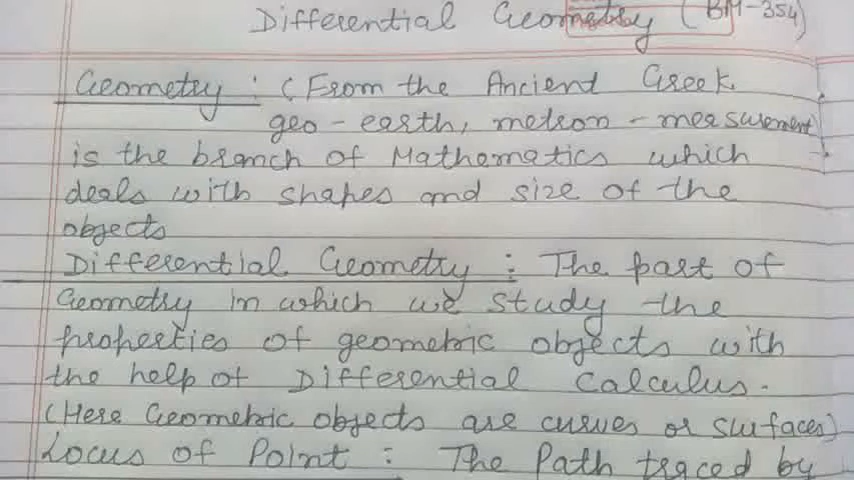 Differential Geometry (BM-354)
Geometry : (From the Ancient Greek
geo - earth, metron - measurement
is the branch of Mathematics which
deals with shapes and size of the
objects
Differential Geometry : The part of
Geometry in which we study the
properties of geometric objects with
the help of Differential Calculus.
(Here Geometric objects are curves or surfaces)
Locus of Point : The Path traced by